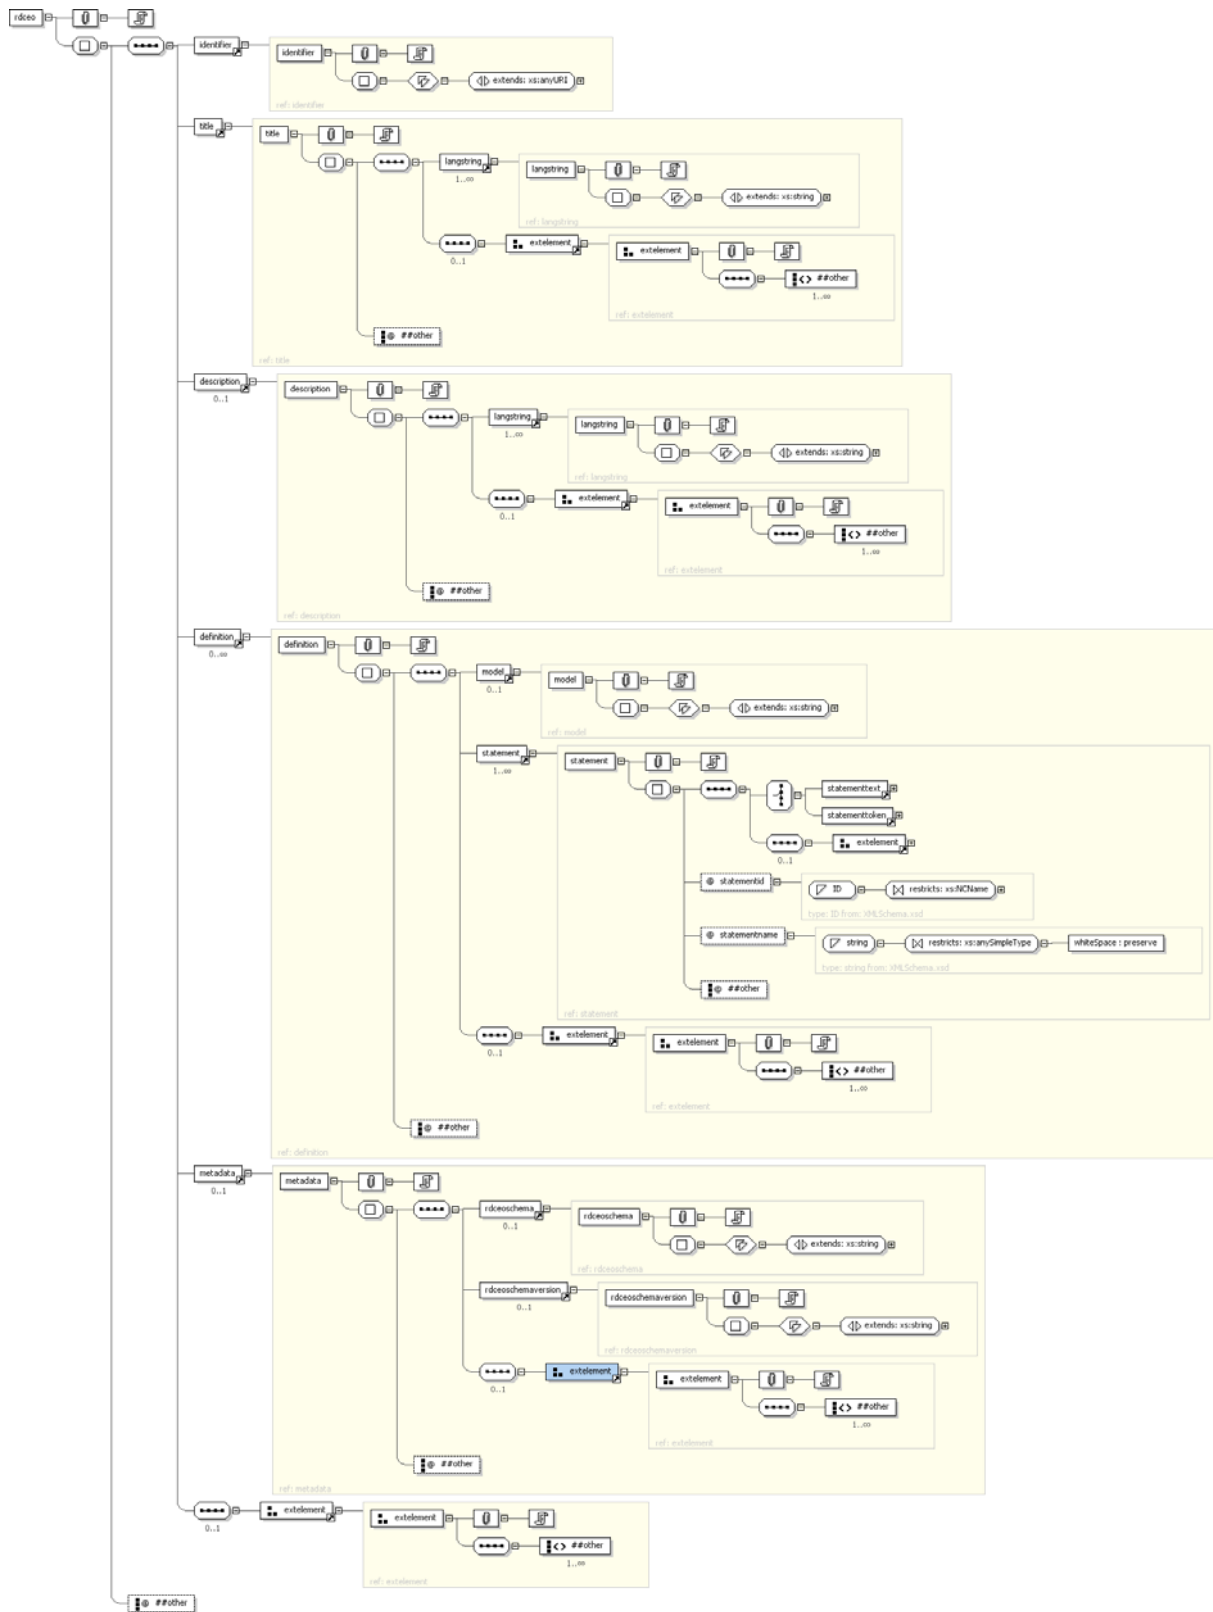 rdceo
identifier
identifier
extends: xs:anyURI
ref: identifier
title
title
langstring
1..∞
langstring
extends: xs:string
ref: langstring
0..1
extelement
extelement
##other
1..∞
ref: extelement
@ ##other
ref: title
description
0..1
description
langstring
1..∞
langstring
extends: xs:string
ref: langstring
0..1
extelement
extelement
##other
1..∞
ref: extelement
@ ##other
ref: description
definition
0..∞
definition
model
0..1
model
extends: xs:string
ref: model
statement
1..∞
statement
statementtext
statementtoken
0..1
extelement
@ statementid
ID
restricts: xs:NCName
type: ID from: XMLSchema.xsd
@ statementname
string
restricts: xs:anySimpleType
whiteSpace : preserve
type: string from: XMLSchema.xsd
@ ##other
ref: statement
0..1
extelement
extelement
##other
1..∞
ref: extelement
@ ##other
ref: definition
metadata
0..1
metadata
rdceoschema
0..1
rdceoschema
extends: xs:string
ref: rdceoschema
rdceoschemaversion
0..1
rdceoschemaversion
extends: xs:string
ref: rdceoschemaversion
0..1
extelement
extelement
##other
1..∞
ref: extelement
@ ##other
ref: metadata
0..1
extelement
extelement
##other
1..∞
ref: extelement
@ ##other